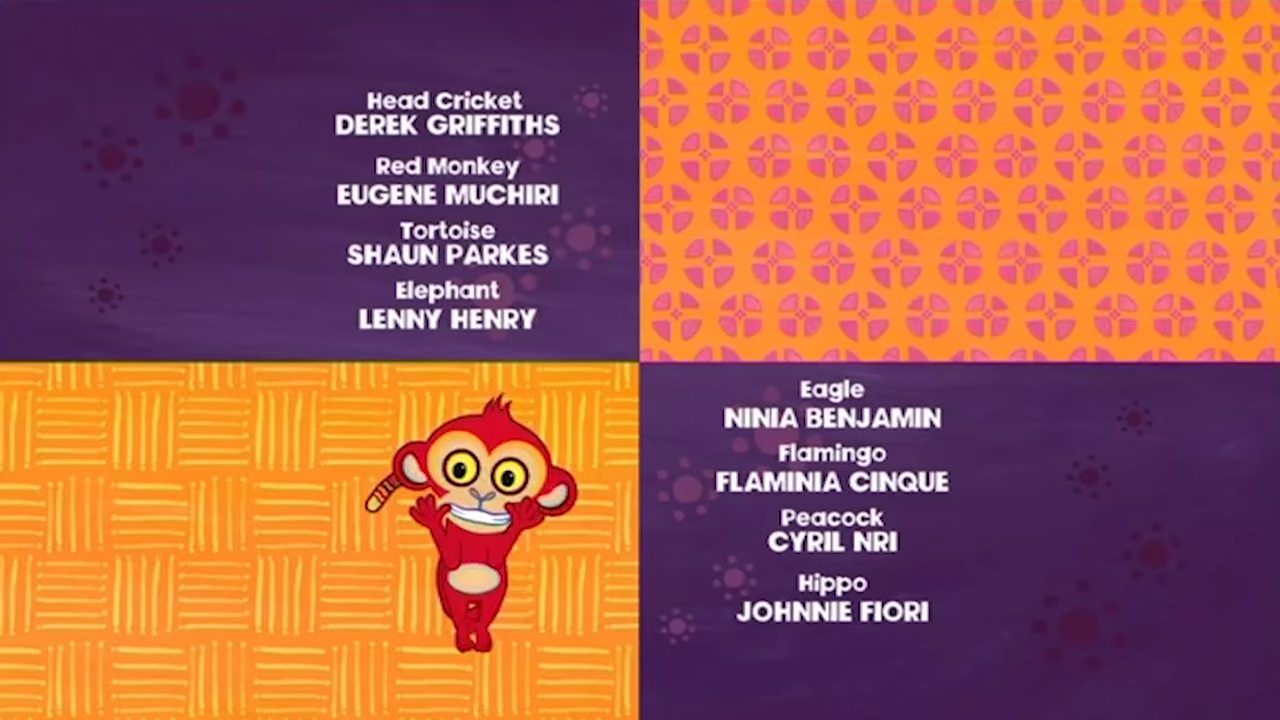 Head Cricket
DEREK GRIFFITHS
Red Monkey
EUGENE MUCHIRI
Tortoise
SHAUN PARKES
Elephant
LENNY HENRY
Eagle
NINIA BENJAMIN
Flamingo
FLAMINIA CINQUE
Peacock
CYRIL NRI
Hippo
JOHNNIE FIORI